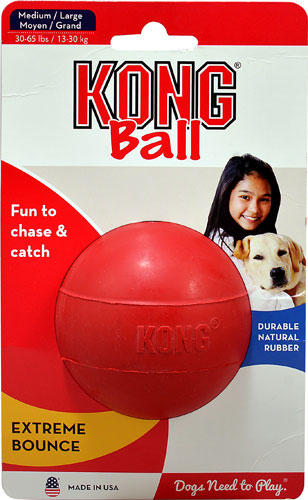 Medium / Large
Moyen / Grand
30-65 lbs / 13-30 kg
KONG®
Ball
Fun to
chase &
catch
KONG®
DURABLE
NATURAL
RUBBER
EXTREME
BOUNCE
MADE IN USA
Dogs Need to Play.